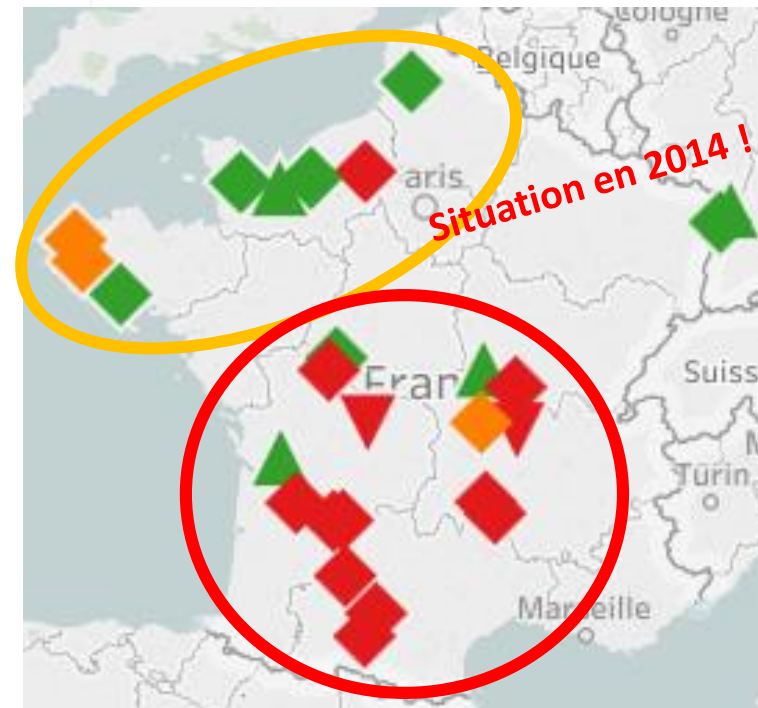 Cologne
Belgique
Situation en 2014 !
aris
Fran
Suiss
Turin
Marseille